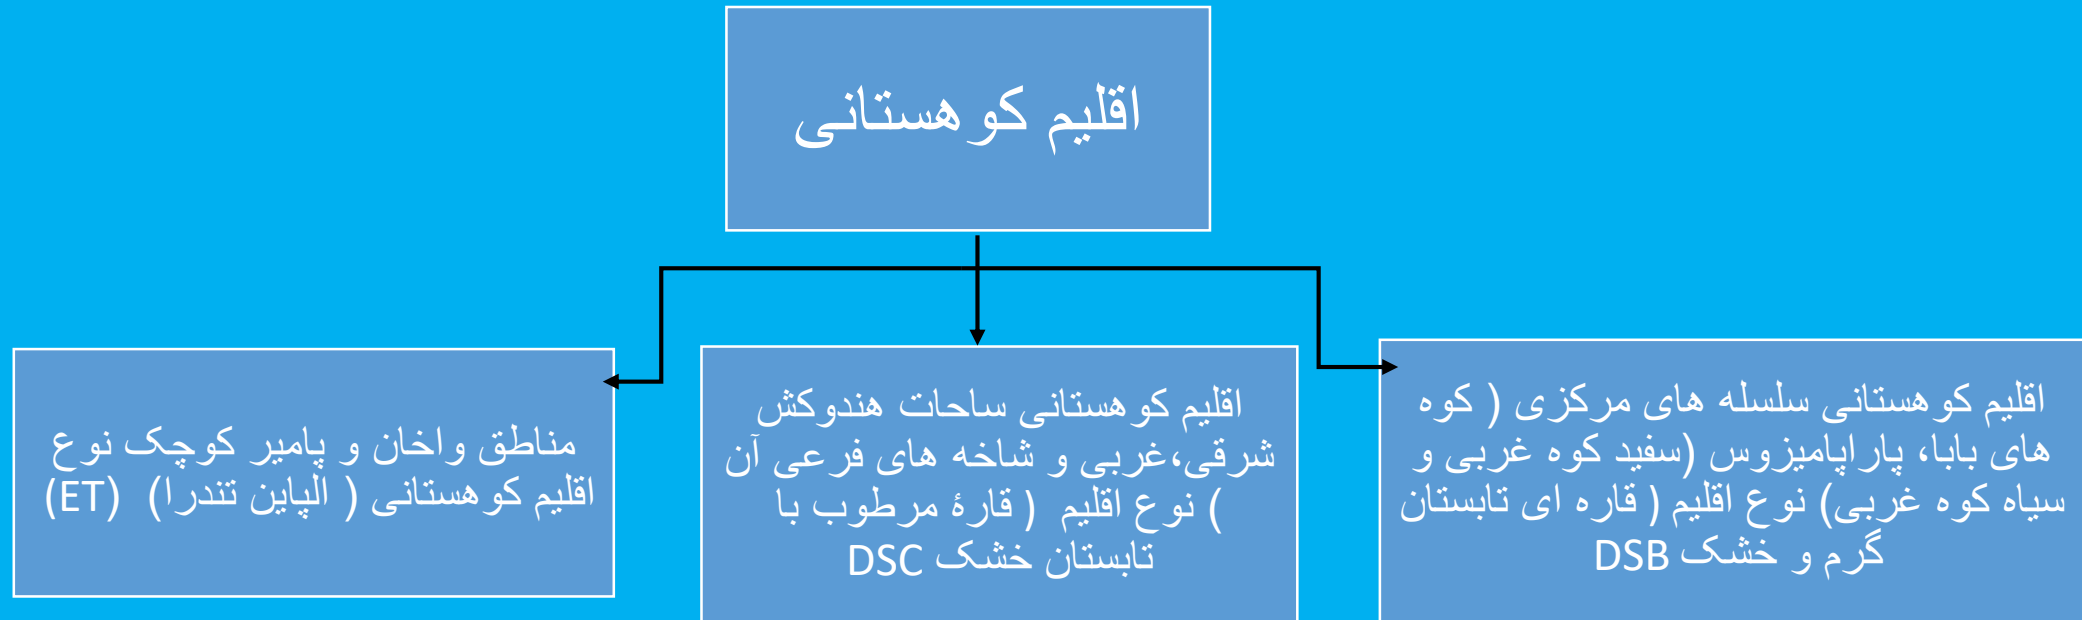 اقلیم کوهستانی
اقلیم کوهستانی سلسله های مرکزی ( کوه
های بابا، پاراپامیزوس (سفید کوه غربی و
سیاه کوه غربی) نوع اقلیم ( قاره ای تابستان
گرم و خشک DSB
اقلیم کوهستانی ساحات هندوکش
شرقی،غربی و شاخه های فرعی آن
) نوع اقلیم ( قارۀ مرطوب با
تابستان خشک DSC
مناطق واخان و پامیر کوچک نوع
اقلیم کوهستانی ( الپاین تندرا) (ET)